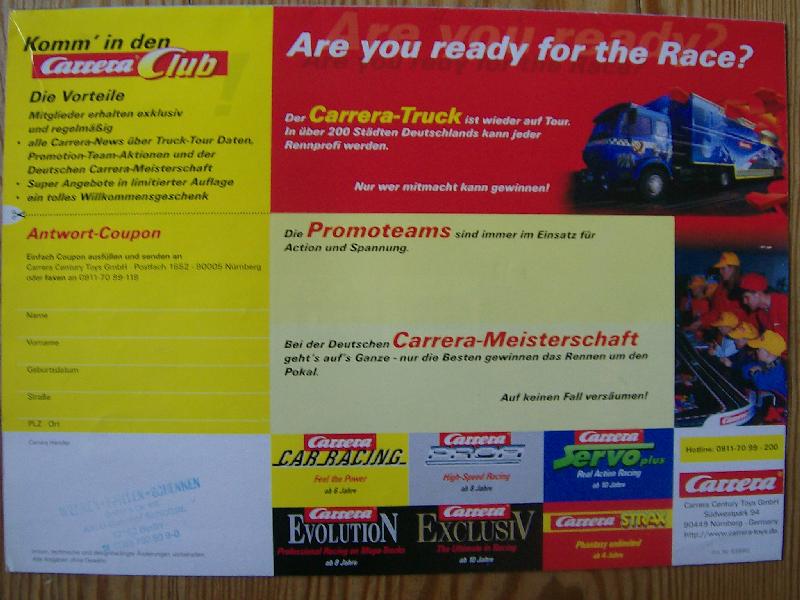 Komm' in den
Carrera Club
Die Vorteile
Mitglieder erhalten exklusiv
und regelmäßig
• alle Carrera-News über Truck-Tour Daten,
Promotion-Team-Aktionen und der
Deutschen Carrera-Meisterschaft
• Super Angebote in limitierter Auflage
• ein tolles Willkommensgeschenk
Antwort-Coupon
Einfach Coupon ausfüllen und senden an
Carrera Century Toys GmbH · Postfach 1652 · 90005 Nürnberg
oder faxen an 0911-70 99-118
Name
Vorname
Geburtsdatum
Straße
PLZ Ort
Carrera Händler
Are you ready for the Race?
Der Carrera-Truck ist wieder auf Tour.
In über 200 Städten Deutschlands kann jeder
Rennprofi werden.
Nur wer mitmacht kann gewinnen!
Die Promoteams sind immer im Einsatz für
Action und Spannung.
Bei der Deutschen Carrera-Meisterschaft
geht's auf's Ganze - nur die Besten gewinnen das Rennen um den
Pokal.
Auf keinen Fall versäumen!
Carrera
CAR RACING
Feel the Power
ab 6 Jahre
Carrera
PROFI
High-Speed Racing
ab 8 Jahre
Carrera
Servo plus
Real Action Racing
ab 10 Jahre
Carrera
EVOLUTION
Professional Racing on Mega-Tracks
ab 8 Jahre
Carrera
EXCLUSIV
The Ultimate in Racing
ab 10 Jahre
Carrera STRAX
Phantasy unlimited
ab 4 Jahre
Hotline: 0911-70 99 - 200
Carrera
Carrera Century Toys GmbH
Südwestpark 94
90449 Nürnberg - Germany
http://www.carrera-toys.de